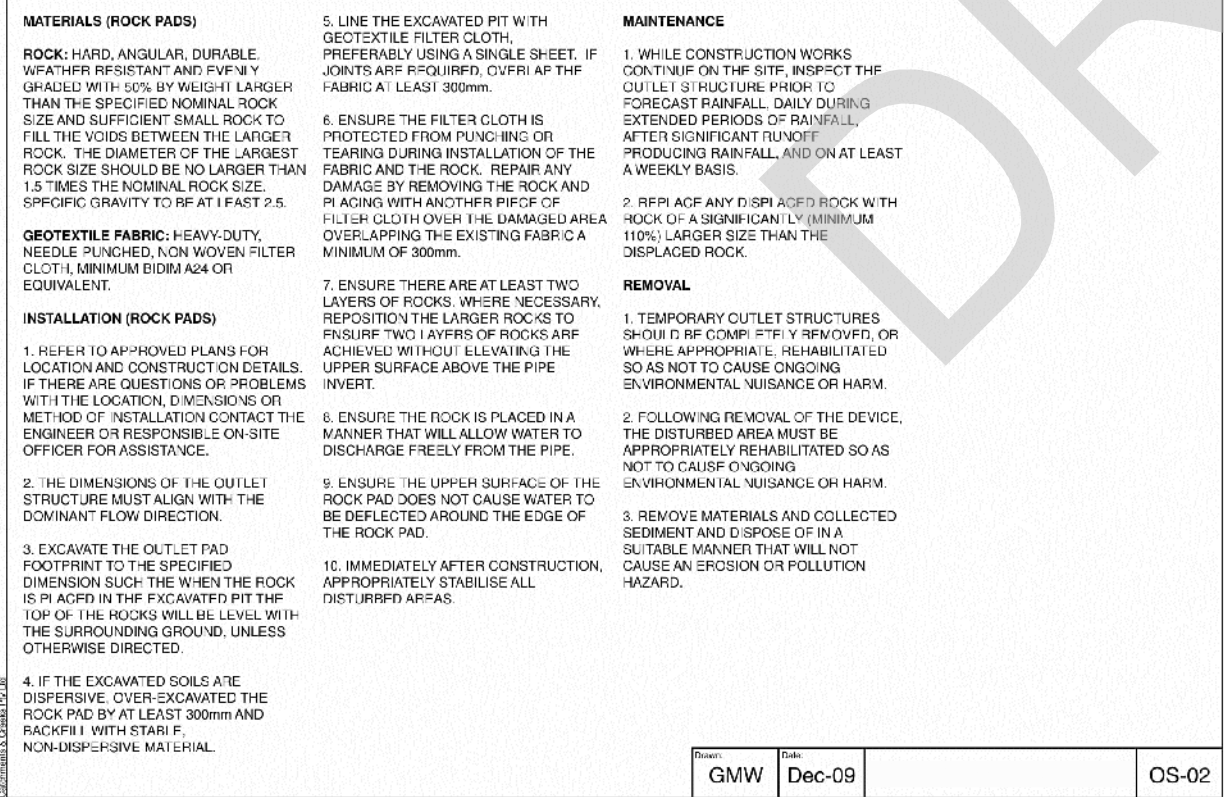 MATERIALS (ROCK PADS)
ROCK: HARD, ANGULAR, DURABLE,
WEATHER RESISTANT AND EVENLY
GRADED WITH 50% BY WEIGHT LARGER
THAN THE SPECIFIED NOMINAL ROCK
SIZE AND SUFFICIENT SMALL ROCK TO
FILL THE VOIDS BETWEEN THE LARGER
ROCK. THE DIAMETER OF THE LARGEST
ROCK SIZE SHOULD BE NO LARGER THAN
1.5 TIMES THE NOMINAL ROCK SIZE.
SPECIFIC GRAVITY TO BE AT LEAST 2.5.
GEOTEXTILE FABRIC: HEAVY-DUTY,
NEEDLE PUNCHED, NON WOVEN FILTER
CLOTH, MINIMUM BIDIM A24 OR
EQUIVALENT.
INSTALLATION (ROCK PADS)
1. REFER TO APPROVED PLANS FOR
LOCATION AND CONSTRUCTION DETAILS.
IF THERE ARE QUESTIONS OR PROBLEMS
WITH THE LOCATION, DIMENSIONS OR
METHOD OF INSTALLATION CONTACT THE
ENGINEER OR RESPONSIBLE ON-SITE
OFFICER FOR ASSISTANCE.
2. THE DIMENSIONS OF THE OUTLET
STRUCTURE MUST ALIGN WITH THE
DOMINANT FLOW DIRECTION.
3. EXCAVATE THE OUTLET PAD
FOOTPRINT TO THE SPECIFIED
DIMENSION SUCH THE WHEN THE ROCK
IS PLACED IN THE EXCAVATED PIT THE
TOP OF THE ROCKS WILL BE LEVEL WITH
THE SURROUNDING GROUND, UNLESS
OTHERWISE DIRECTED.
4. IF THE EXCAVATED SOILS ARE
DISPERSIVE, OVER-EXCAVATED THE
ROCK PAD BY AT LEAST 300mm AND
BACKFILL WITH STABLE,
NON-DISPERSIVE MATERIAL.
5. LINE THE EXCAVATED PIT WITH
GEOTEXTILE FILTER CLOTH,
PREFERABLY USING A SINGLE SHEET. IF
JOINTS ARE REQUIRED, OVERLAP THE
FABRIC AT LEAST 300mm.
6. ENSURE THE FILTER CLOTH IS
PROTECTED FROM PUNCHING OR
TEARING DURING INSTALLATION OF THE
FABRIC AND THE ROCK. REPAIR ANY
DAMAGE BY REMOVING THE ROCK AND
PLACING WITH ANOTHER PIECE OF
FILTER CLOTH OVER THE DAMAGED AREA
OVERLAPPING THE EXISTING FABRIC A
MINIMUM OF 300mm.
7. ENSURE THERE ARE AT LEAST TWO
LAYERS OF ROCKS. WHERE NECESSARY,
REPOSITION THE LARGER ROCKS TO
ENSURE TWO LAYERS OF ROCKS ARE
ACHIEVED WITHOUT ELEVATING THE
UPPER SURFACE ABOVE THE PIPE
INVERT.
8. ENSURE THE ROCK IS PLACED IN A
MANNER THAT WILL ALLOW WATER TO
DISCHARGE FREELY FROM THE PIPE.
9. ENSURE THE UPPER SURFACE OF THE
ROCK PAD DOES NOT CAUSE WATER TO
BE DEFLECTED AROUND THE EDGE OF
THE ROCK PAD.
10. IMMEDIATELY AFTER CONSTRUCTION,
APPROPRIATELY STABILISE ALL
DISTURBED AREAS.
MAINTENANCE
1. WHILE CONSTRUCTION WORKS
CONTINUE ON THE SITE, INSPECT THE
OUTLET STRUCTURE PRIOR TO
FORECAST RAINFALL, DAILY DURING
EXTENDED PERIODS OF RAINFALL,
AFTER SIGNIFICANT RUNOFF
PRODUCING RAINFALL, AND ON AT LEAST
A WEEKLY BASIS.
2. REPLACE ANY DISPLACED ROCK WITH
ROCK OF A SIGNIFICANTLY (MINIMUM
110%) LARGER SIZE THAN THE
DISPLACED ROCK.
REMOVAL
1. TEMPORARY OUTLET STRUCTURES
SHOULD BE COMPLETELY REMOVED, OR
WHERE APPROPRIATE, REHABILITATED
SO AS NOT TO CAUSE ONGOING
ENVIRONMENTAL NUISANCE OR HARM.
2. FOLLOWING REMOVAL OF THE DEVICE,
THE DISTURBED AREA MUST BE
APPROPRIATELY REHABILITATED SO AS
NOT TO CAUSE ONGOING
ENVIRONMENTAL NUISANCE OR HARM.
3. REMOVE MATERIALS AND COLLECTED
SEDIMENT AND DISPOSE OF IN A
SUITABLE MANNER THAT WILL NOT
CAUSE AN EROSION OR POLLUTION
HAZARD.
Drawn:
GMW
Date:
Dec-09
OS-02
Catchments & Creeks Pty Ltd